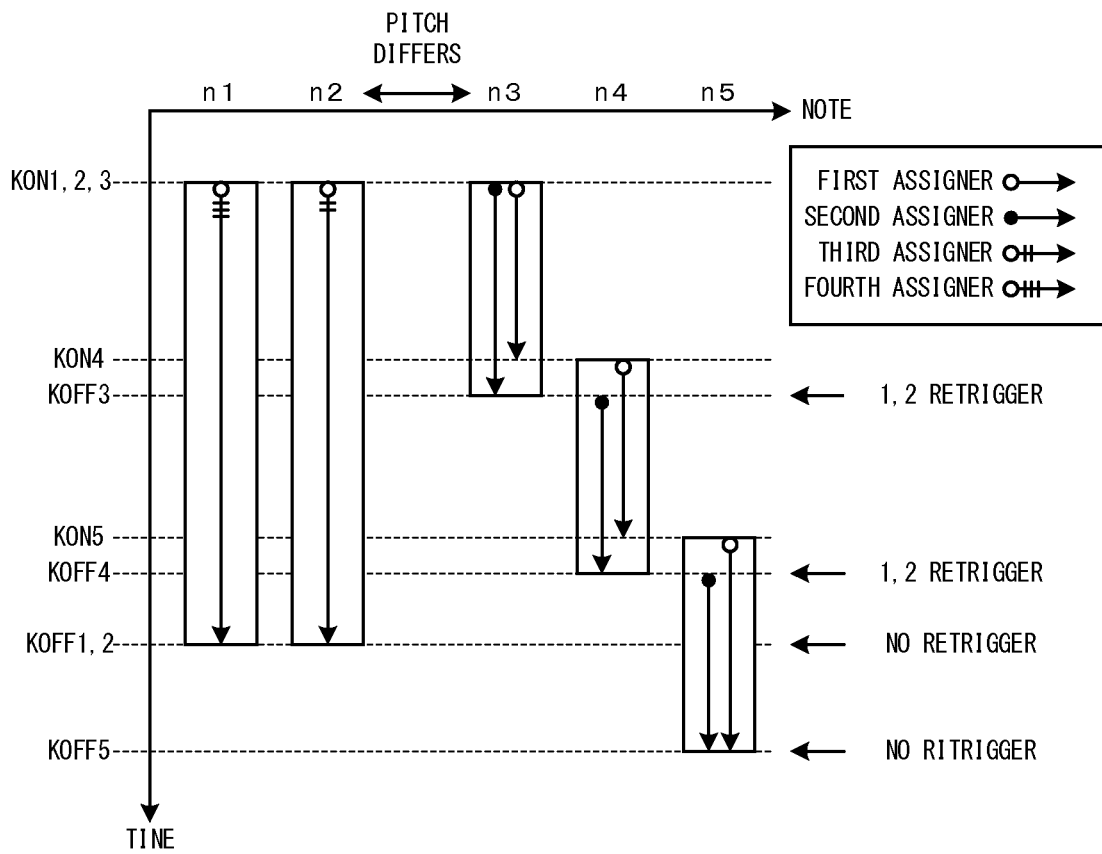 PITCH
DIFFERS
n1
n2
n3
n4
n5
NOTE
KON1, 2, 3
FIRST ASSIGNER
SECOND ASSIGNER
THIRD ASSIGNER
FOURTH ASSIGNER
KON4
KOFF3
1, 2 RETRIGGER
KON5
KOFF4
1, 2 RETRIGGER
KOFF1, 2
NO RETRIGGER
KOFF5
NO RITRIGGER
TINE